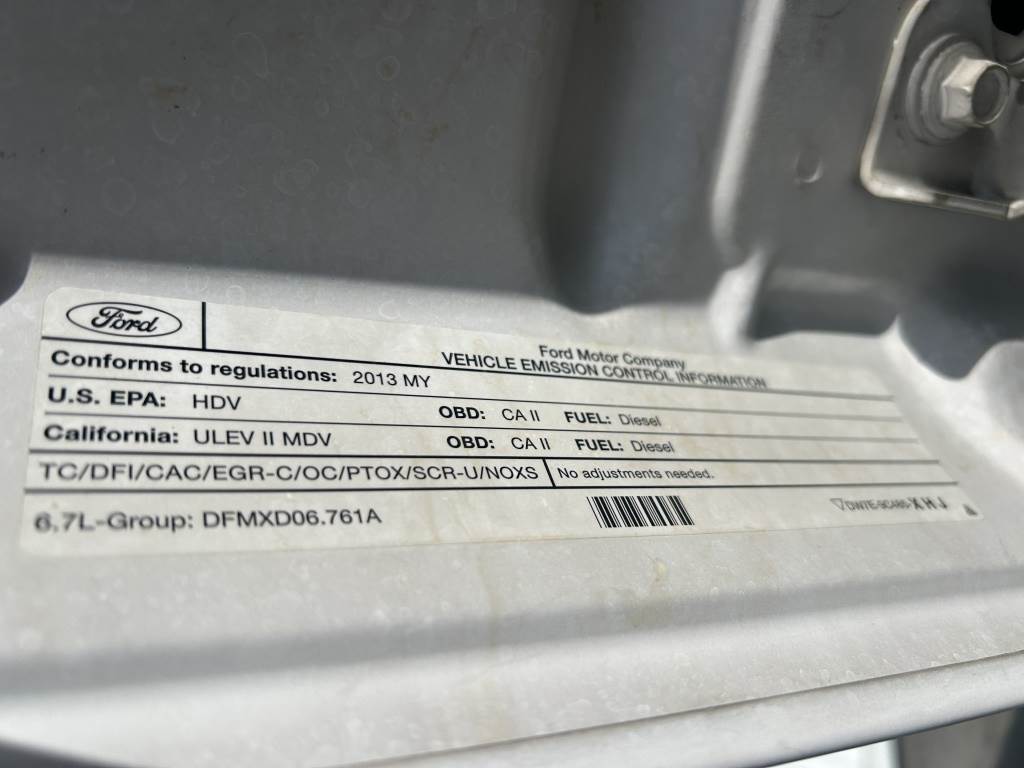 Ford
Ford Motor Company
VEHICLE EMISSION CONTROL INFORMATION
Conforms to regulations: 2013 MY
U.S. EPA: HDV OBD: CA II FUEL: Diesel
California: ULEV II MDV OBD: CA II FUEL: Diesel
TC/DFI/CAC/EGR-C/OC/PTOX/SCR-U/NOXS No adjustments needed.
6.7L-Group: DFMXD06.761A
XHJ